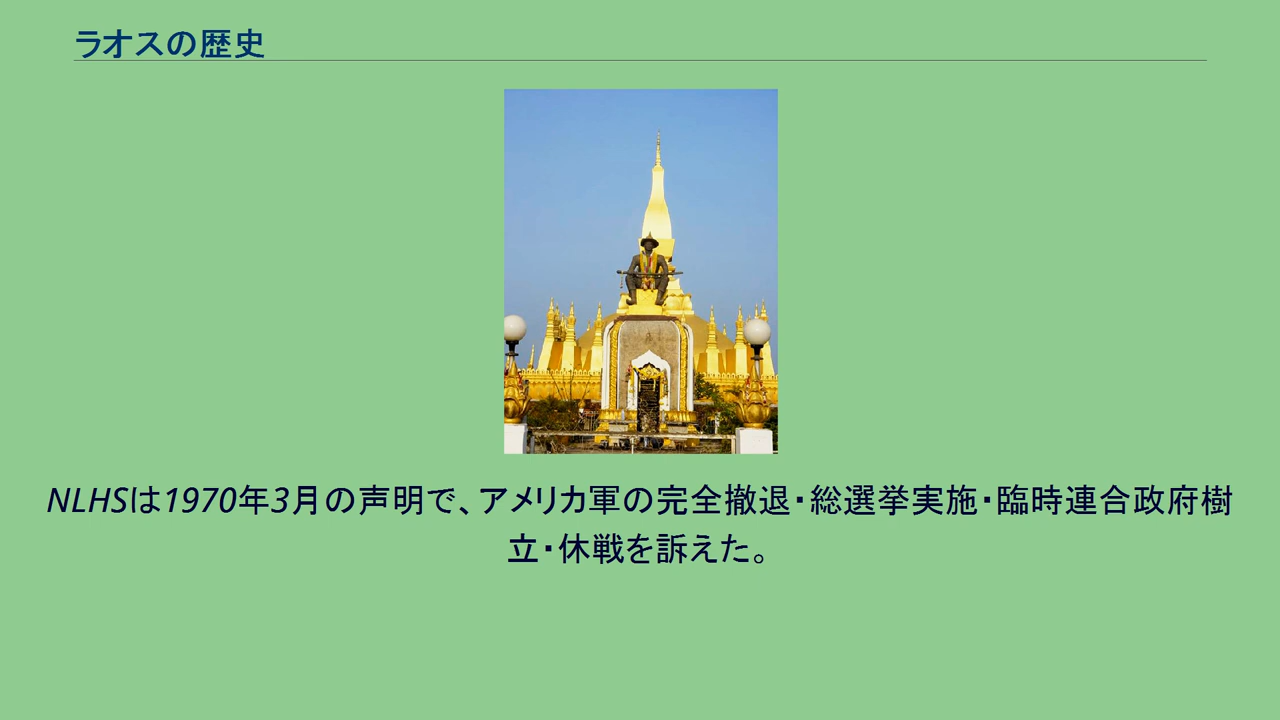 ラオスの歴史
NLHSは1970年3月の声明で、アメリカ軍の完全撤退・総選挙実施・臨時連合政府樹
立・休戦を訴えた。